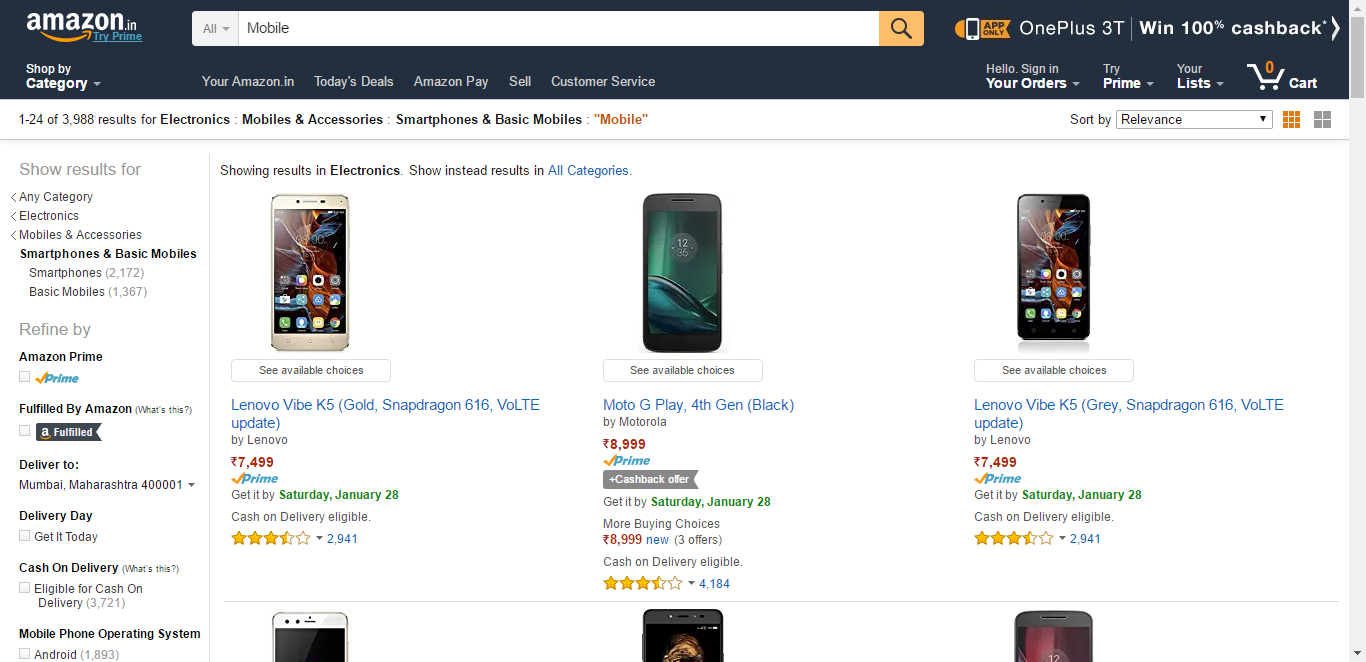 amazon.in
Try Prime
All
Mobile
APP ONLY
OnePlus 3T
Win 100% cashback*
Shop by
Category
Your Amazon.in
Today's Deals
Amazon Pay
Sell
Customer Service
Hello. Sign in
Your Orders
Try
Prime
Your
Lists
0
Cart
1-24 of 3,988 results for Electronics : Mobiles & Accessories : Smartphones & Basic Mobiles : "Mobile"
Sort by
Relevance
Show results for
Any Category
Electronics
Mobiles & Accessories
Smartphones & Basic Mobiles
Smartphones (2,172)
Basic Mobiles (1,367)
Refine by
Amazon Prime
Prime
Fulfilled By Amazon (What's this?)
a Fulfilled
Deliver to:
Mumbai, Maharashtra 400001
Delivery Day
Get It Today
Cash On Delivery (What's this?)
Eligible for Cash On
Delivery (3,721)
Mobile Phone Operating System
Android (1,893)
Showing results in Electronics. Show instead results in All Categories.
See available choices
Lenovo Vibe K5 (Gold, Snapdragon 616, VoLTE
update)
by Lenovo
₹7,499
Prime
Get it by Saturday, January 28
Cash on Delivery eligible.
2,941
12
36
See available choices
Moto G Play, 4th Gen (Black)
by Motorola
₹8,999
Prime
+Cashback offer
Get it by Saturday, January 28
More Buying Choices
₹8,999 new (3 offers)
Cash on Delivery eligible.
4,184
See available choices
Lenovo Vibe K5 (Grey, Snapdragon 616, VoLTE
update)
by Lenovo
₹7,499
Prime
Get it by Saturday, January 28
Cash on Delivery eligible.
2,941
12